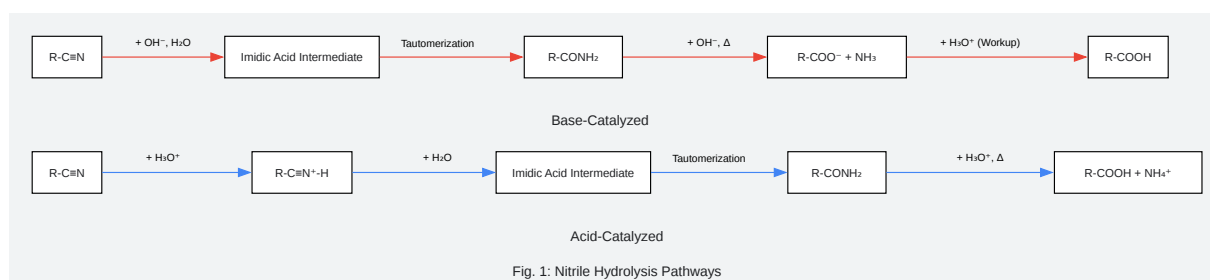 + OH⁻, H₂O
Tautomerization
+ OH⁻, Δ
+ H₃O⁺ (Workup)
R-C≡N
Imidic Acid Intermediate
R-CONH₂
R-COO⁻ + NH₃
R-COOH
Base-Catalyzed
+ H₃O⁺
+ H₂O
Tautomerization
+ H₃O⁺, Δ
R-C≡N
R-C≡N⁺-H
Imidic Acid Intermediate
R-CONH₂
R-COOH + NH₄⁺
Acid-Catalyzed
Fig. 1: Nitrile Hydrolysis Pathways